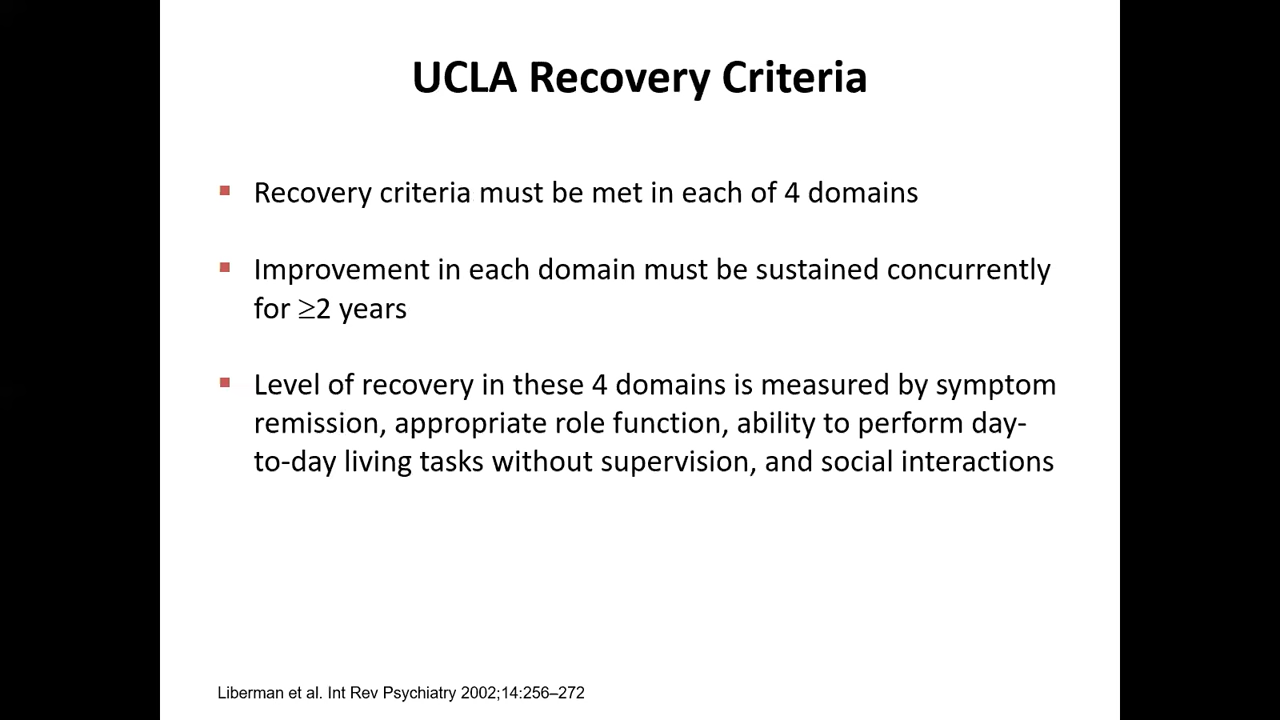 UCLA Recovery Criteria
▪ Recovery criteria must be met in each of 4 domains
▪ Improvement in each domain must be sustained concurrently
for ≥2 years
▪ Level of recovery in these 4 domains is measured by symptom
remission, appropriate role function, ability to perform day-
to-day living tasks without supervision, and social interactions
Liberman et al. Int Rev Psychiatry 2002;14:256–272